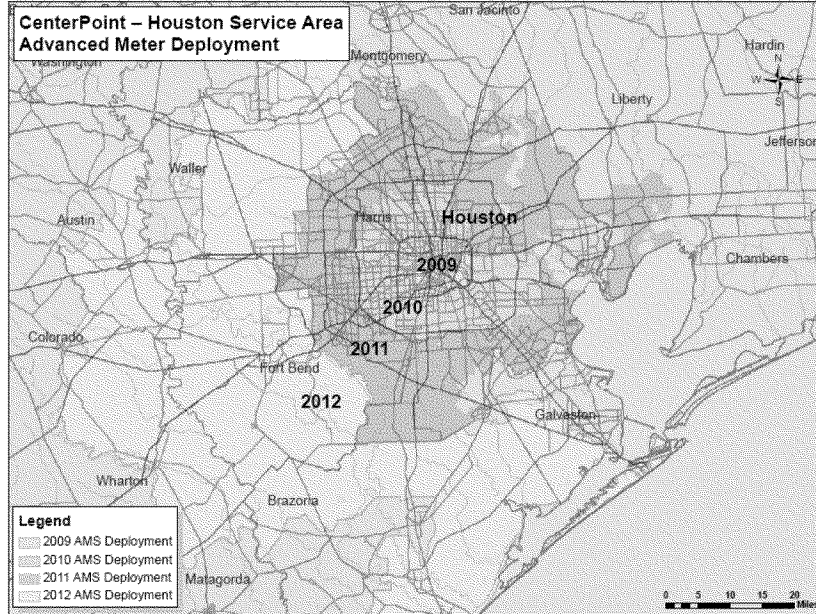 CenterPoint – Houston Service Area
Advanced Meter Deployment
San Jacinto
Washington
Montgomery
Hardin
N
W
E
S
Liberty
Jefferson
Waller
Austin
Harris
Houston
2009
Chambers
2010
Colorado
2011
Fort Bend
2012
Galveston
Wharton
Brazoria
Legend
2009 AMS Deployment
2010 AMS Deployment
2011 AMS Deployment
2012 AMS Deployment
Matagorda
0 5 10 15 20
Miles